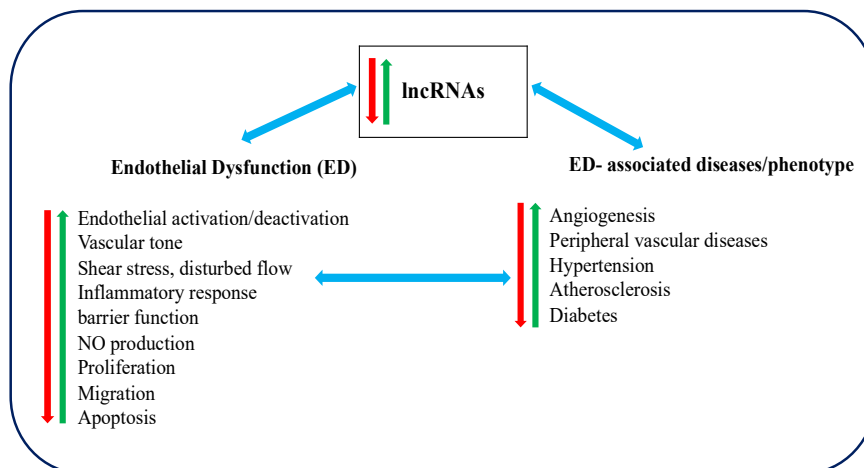 lncRNAs
Endothelial Dysfunction (ED)
Endothelial activation/deactivation
Vascular tone
Shear stress, disturbed flow
Inflammatory response
barrier function
NO production
Proliferation
Migration
Apoptosis
ED- associated diseases/phenotype
Angiogenesis
Peripheral vascular diseases
Hypertension
Atherosclerosis
Diabetes